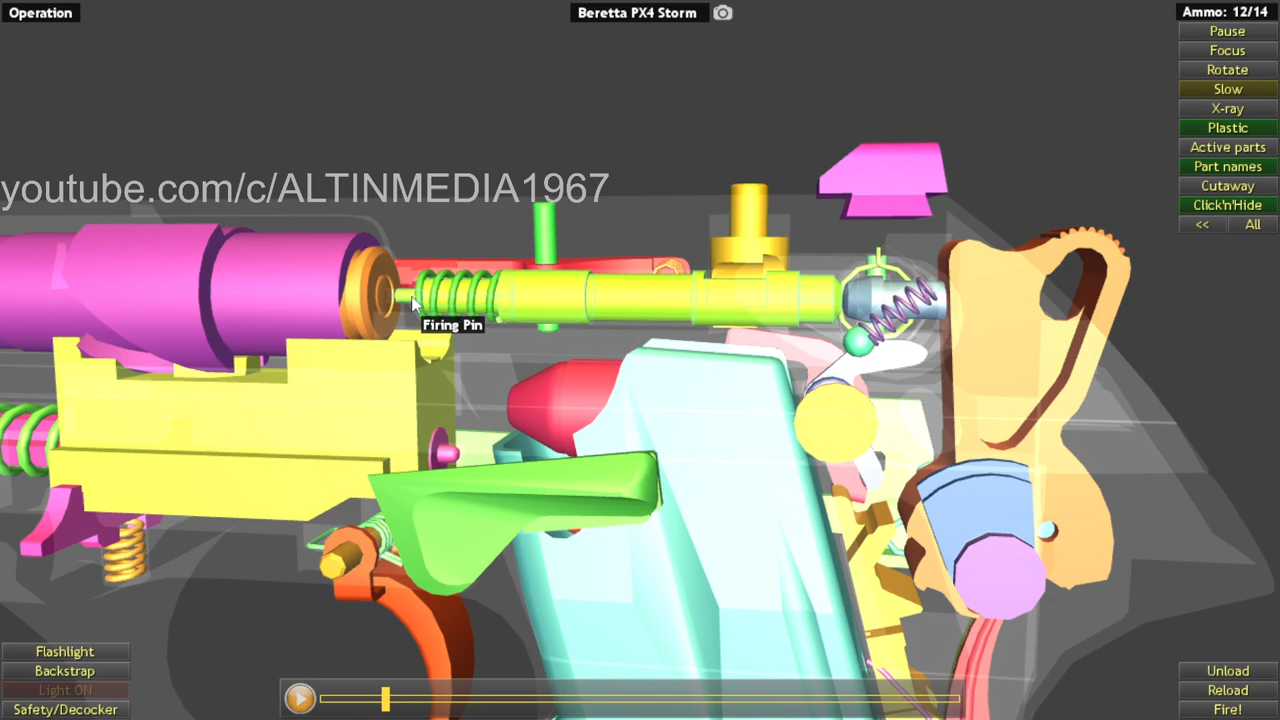 Operation
Beretta PX4 Storm
Ammo: 12/14
Pause
Focus
Rotate
Slow
X-ray
Plastic
Active parts
Part names
Cutaway
Click'n'Hide
<< All
youtube.com/c/ALTINMEDIA1967
Firing Pin
Flashlight
Backstrap
Light ON
Safety/Decocker
Unload
Reload
Fire!